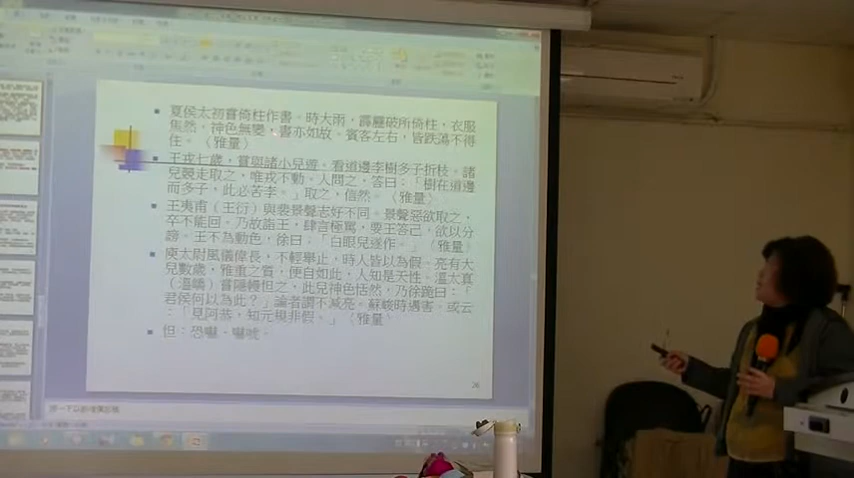 夏侯太初嘗倚柱作書。時大雨，霹靂破所倚柱，衣服
焦然，神色無變，書亦如故。賓客左右，皆跌蕩不得
住。〈雅量〉
王戎七歲，嘗與諸小兒遊。看道邊李樹多子折枝。諸
兒競走取之，唯戎不動。人問之，答曰：「樹在道邊
而多子，此必苦李。」取之，信然。〈雅量〉
王夷甫（王衍）與裴景聲志好不同。景聲惡欲取之，
卒不能回。乃故詣王，肆言極罵，要王答己，欲以分
謗。王不為動色，徐曰：「白眼兒遂作。」〈雅量〉
庾太尉風儀偉長，不輕舉止，時人皆以為假。亮有大
兒數歲，雅重之質，便自如此，人知是天性。溫太真
（溫嶠）嘗隱幔怛之，此兒神色恬然，乃徐跪曰：「
君侯何以為此？」論者謂不減亮。蘇峻時遇害。或云
：「見阿恭，知元規非假。」〈雅量〉
怛：恐嚇、嚇唬。
26